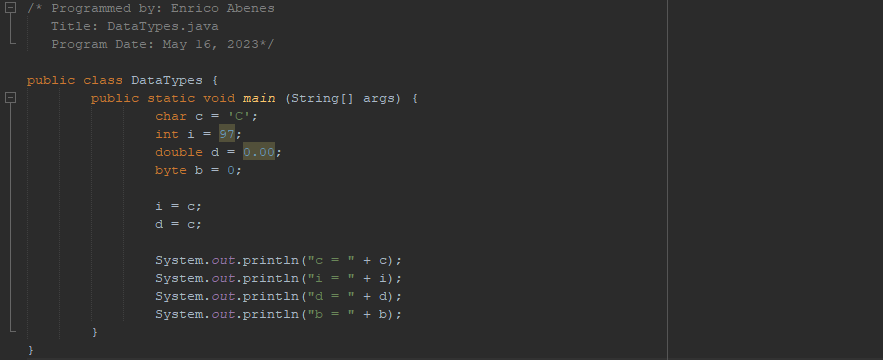 /* Programmed by: Enrico Abenes
   Title: DataTypes.java
   Program Date: May 16, 2023*/

public class DataTypes {
        public static void main (String[] args) {
                char c = 'C';
                int i = 97;
                double d = 0.00;
                byte b = 0;

                i = c;
                d = c;

                System.out.println("c = " + c);
                System.out.println("i = " + i);
                System.out.println("d = " + d);
                System.out.println("b = " + b);
        }
}